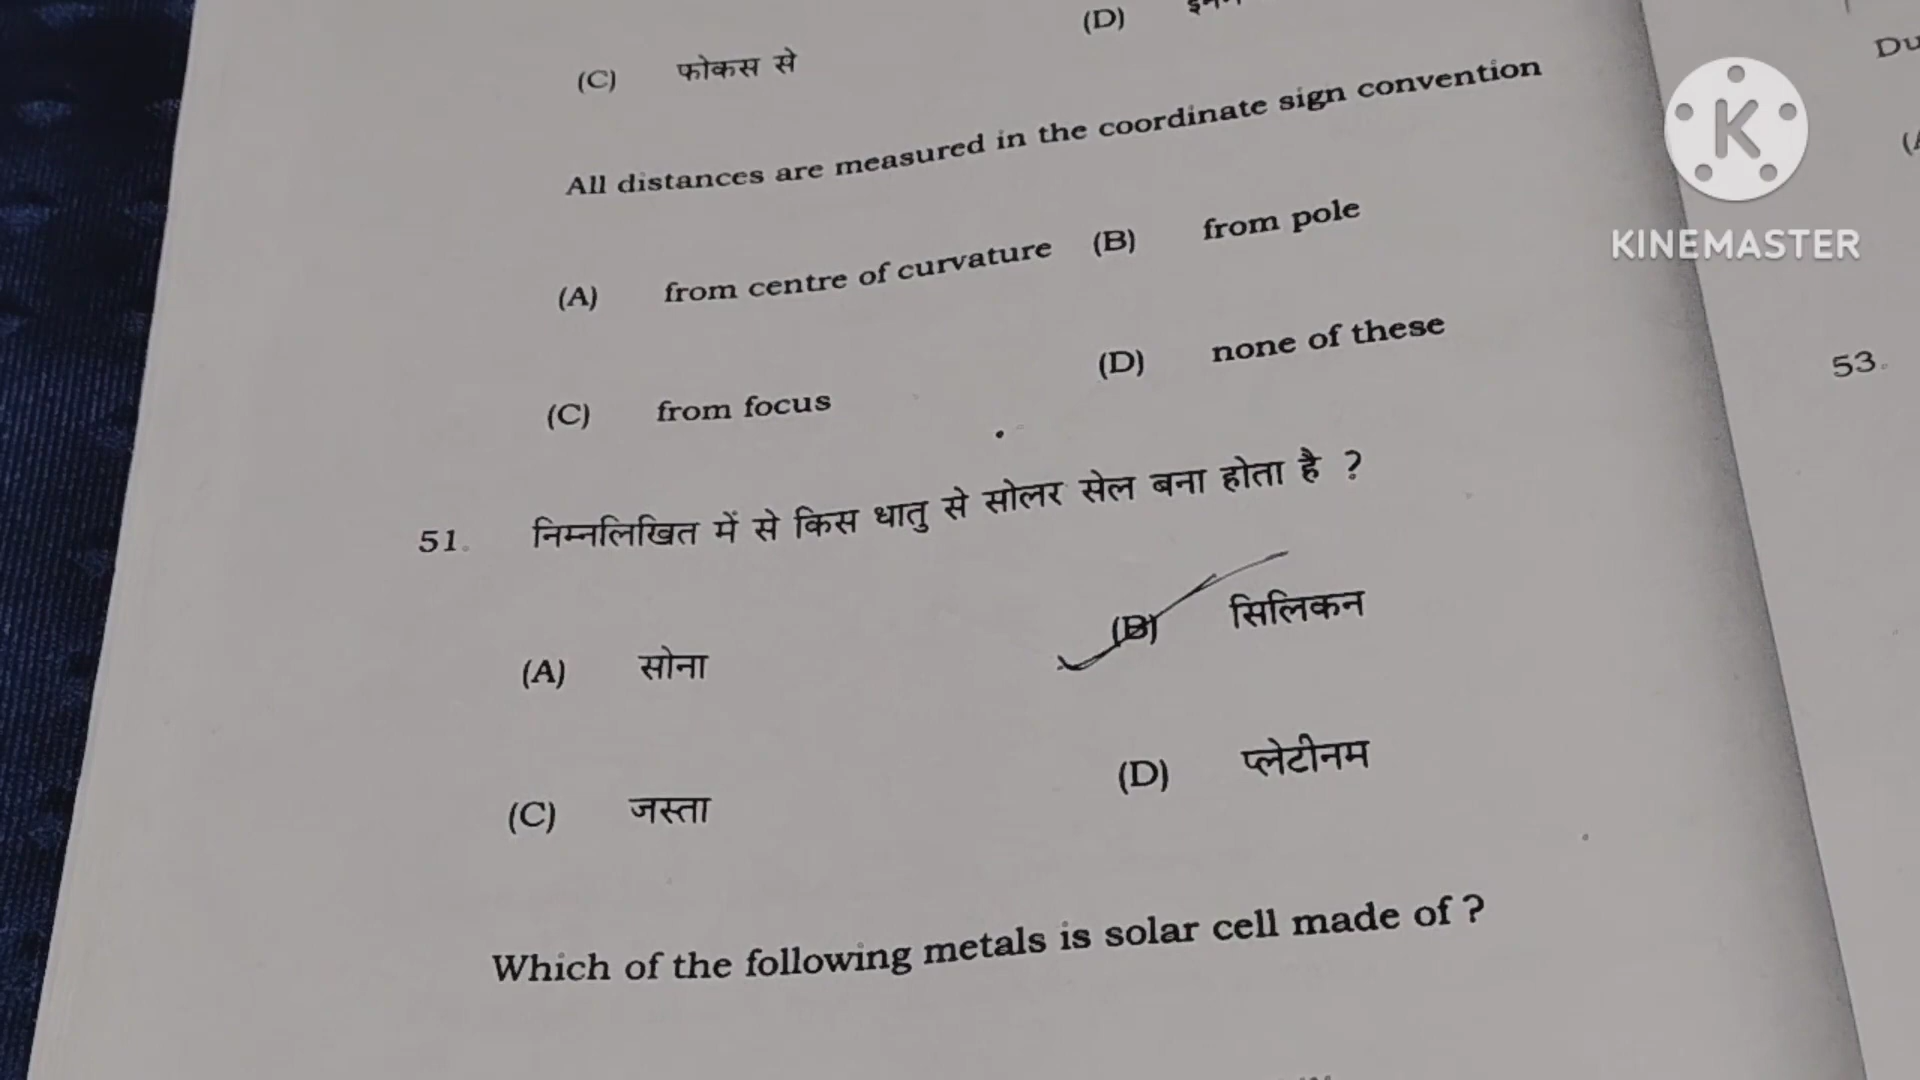 (D)
(C) फोकस से
All distances are measured in the coordinate sign convention
(A) from centre of curvature (B) from pole
(C) from focus (D) none of these
51. निम्नलिखित में से किस धातु से सोलर सेल बना होता है ?
(A) सोना (B) सिलिकन
(C) जस्ता (D) प्लेटीनम
Which of the following metals is solar cell made of ?
Du
53.
K
KINEMASTER